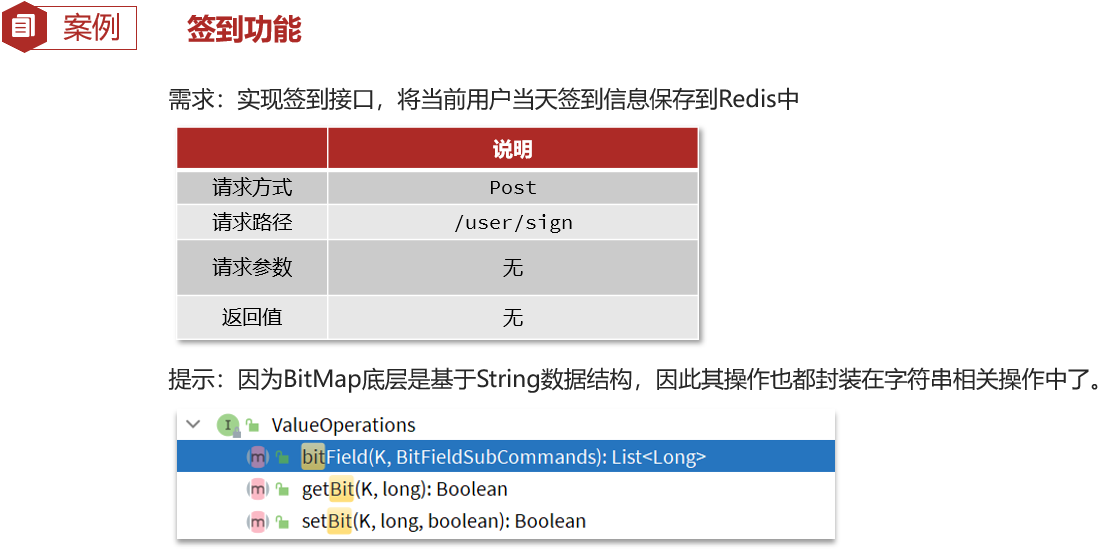 案例
签到功能
需求：实现签到接口，将当前用户当天签到信息保存到Redis中
说明
请求方式 Post
请求路径 /user/sign
请求参数 无
返回值 无
提示：因为BitMap底层是基于String数据结构，因此其操作也都封装在字符串相关操作中了。
I ValueOperations
m bitField(K, BitFieldSubCommands): List<Long>
m getBit(K, long): Boolean
m setBit(K, long, boolean): Boolean